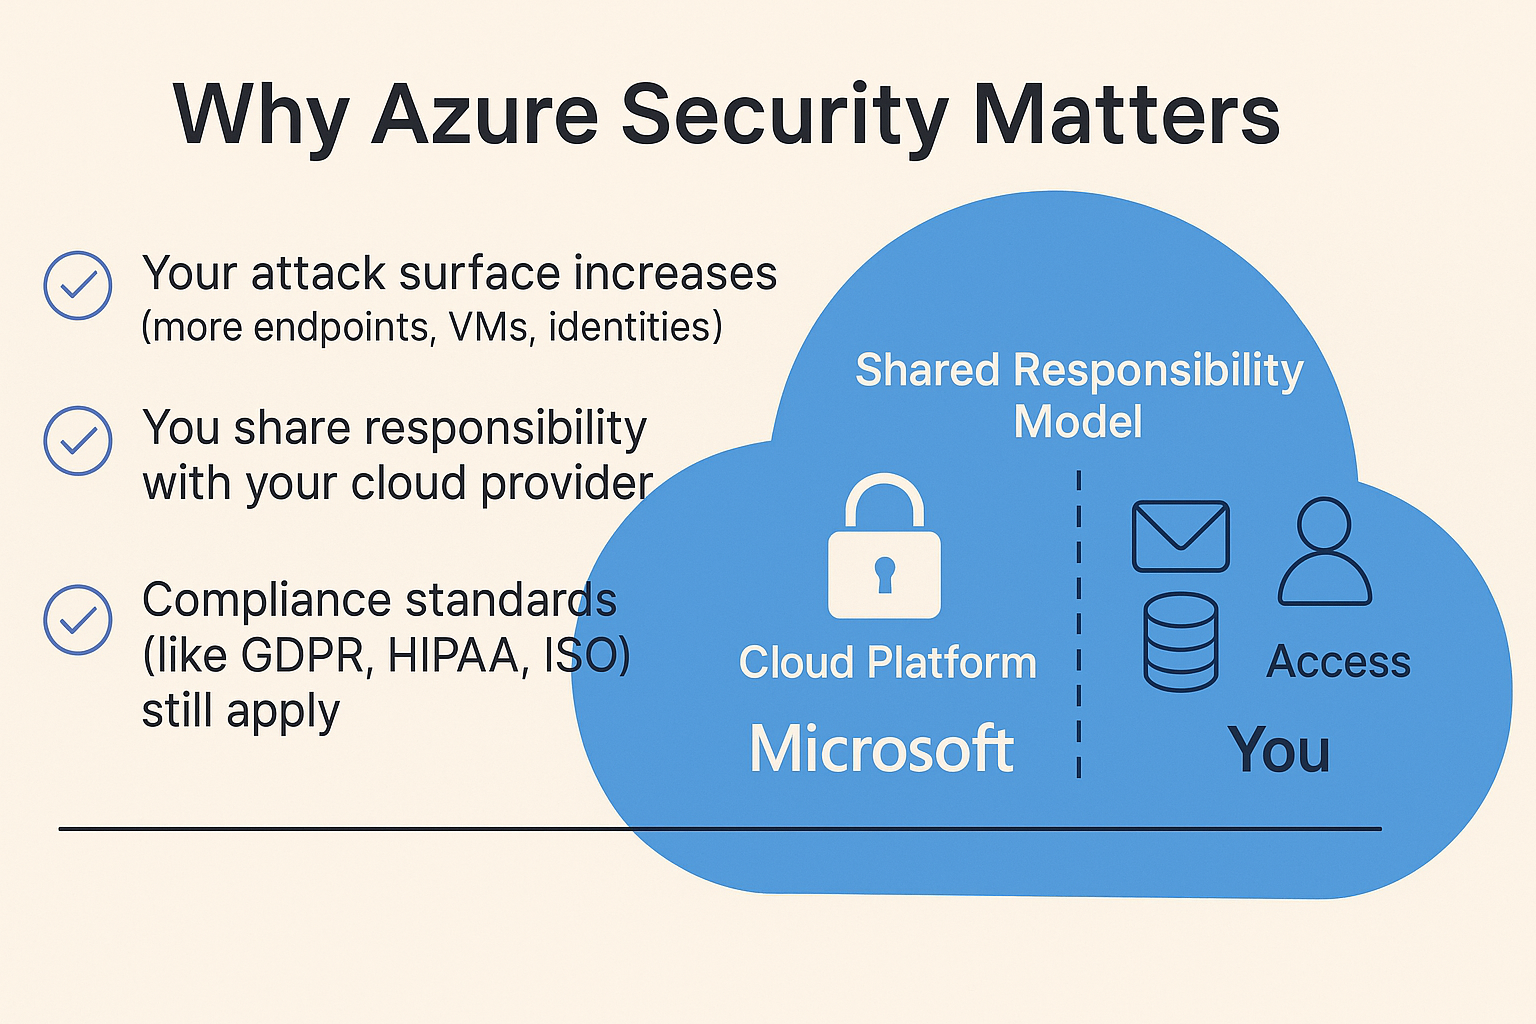 Why Azure Security Matters
Your attack surface increases
(more endpoints, VMs, identities)
You share responsibility
with your cloud provider
Compliance standards
(like GDPR, HIPAA, ISO)
still apply
Shared Responsibility
Model
Cloud Platform
Microsoft
Access
You